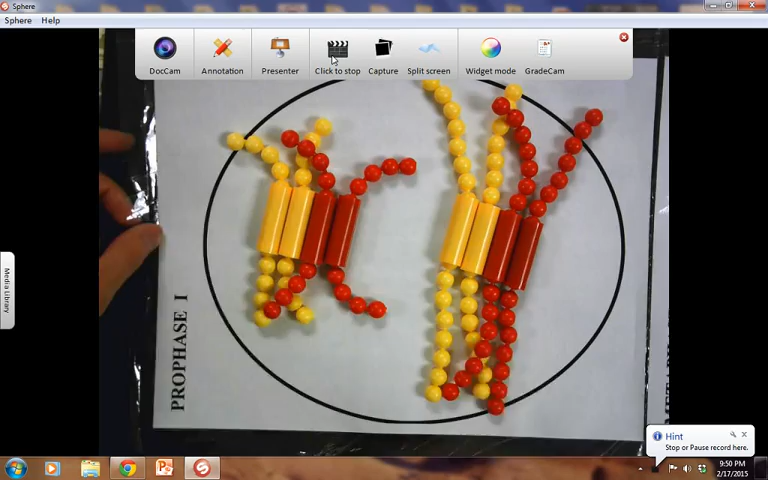 Sphere
Sphere Help
DocCam
Annotation
Presenter
Click to stop
Capture
Split screen
Widget mode
GradeCam
Media Library
PROPHASE I
Hint
Stop or Pause record here.
9:50 PM
2/17/2015